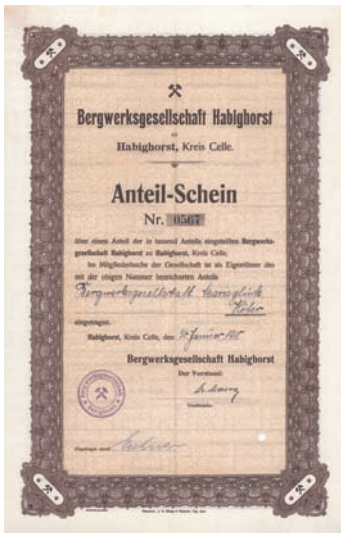 Bergwerksgesellschaft Habighorst
zu
Habighorst, Kreis Celle.
Anteil-Schein
Nr. 0567
über einen Anteil der in tausend Anteile eingeteilten Bergwerks-
gesellschaft Habighorst zu Habighorst, Kreis Celle.
Im Mitgliederbuche der Gesellschaft ist als Eigentümer des
mit der obigen Nummer bezeichneten Anteils
Bergwerksgesellschaft
eingetragen.
Habighorst, Kreis Celle, den Januar
Bergwerksgesellschaft Habighorst
Der Vorstand:
Vorsitzender.
Eingetragen durch